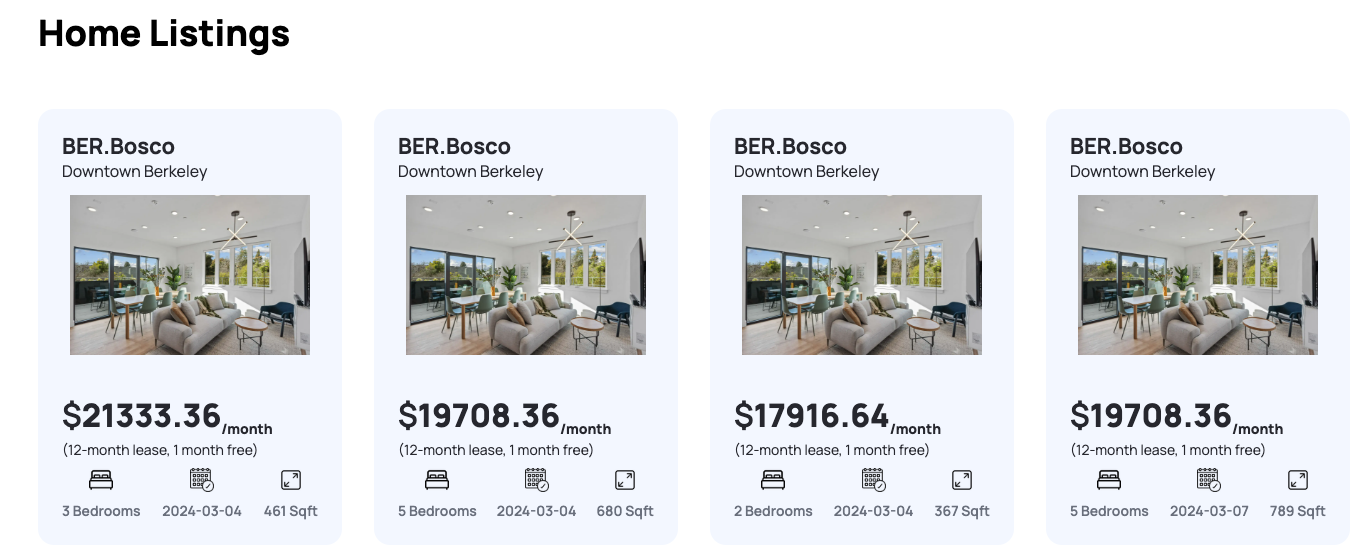 Home Listings
BER.Bosco
Downtown Berkeley
$21333.36/month
(12-month lease, 1 month free)
3 Bedrooms 2024-03-04 461 Sqft
BER.Bosco
Downtown Berkeley
$19708.36/month
(12-month lease, 1 month free)
5 Bedrooms 2024-03-04 680 Sqft
BER.Bosco
Downtown Berkeley
$17916.64/month
(12-month lease, 1 month free)
2 Bedrooms 2024-03-04 367 Sqft
BER.Bosco
Downtown Berkeley
$19708.36/month
(12-month lease, 1 month free)
5 Bedrooms 2024-03-07 789 Sqft